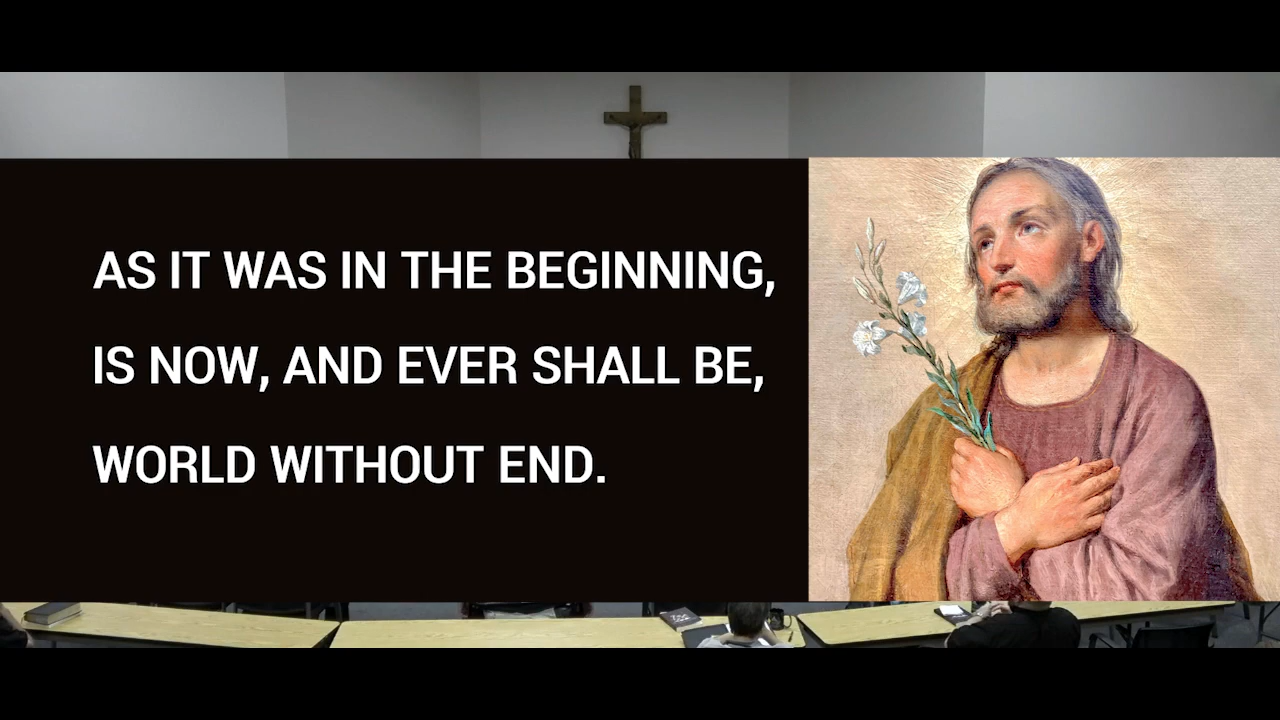 AS IT WAS IN THE BEGINNING,
IS NOW, AND EVER SHALL BE,
WORLD WITHOUT END.